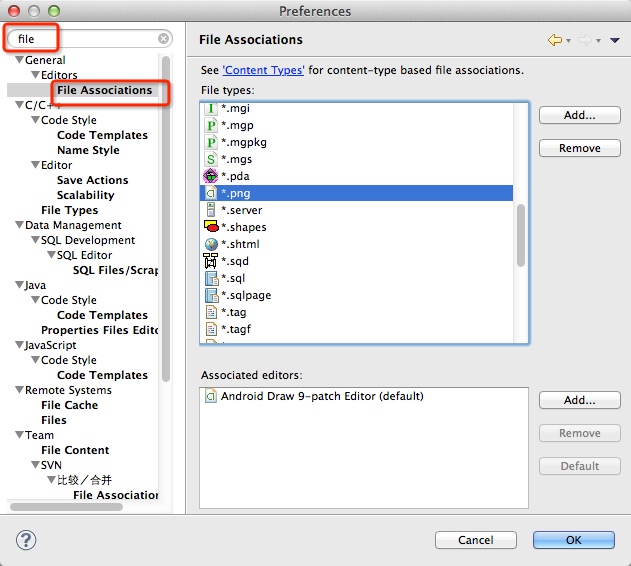 Preferences
file
General
Editors
File Associations
C/C++
Code Style
Code Templates
Name Style
Editor
Save Actions
Scalability
File Types
Data Management
SQL Development
SQL Editor
SQL Files/Scrap
Java
Code Style
Code Templates
Properties Files Edito
JavaScript
Code Style
Code Templates
Remote Systems
File Cache
Files
Team
File Content
SVN
比较／合并
File Association
File Associations
See 'Content Types' for content-type based file associations.
File types:
*.mgi
*.mgp
*.mgpkg
*.mgs
*.pda
*.png
*.server
*.shapes
*.shtml
*.sqd
*.sql
*.sqlpage
*.tag
*.tagf
Add...
Remove
Associated editors:
Android Draw 9-patch Editor (default)
Add...
Remove
Default
?
Cancel
OK